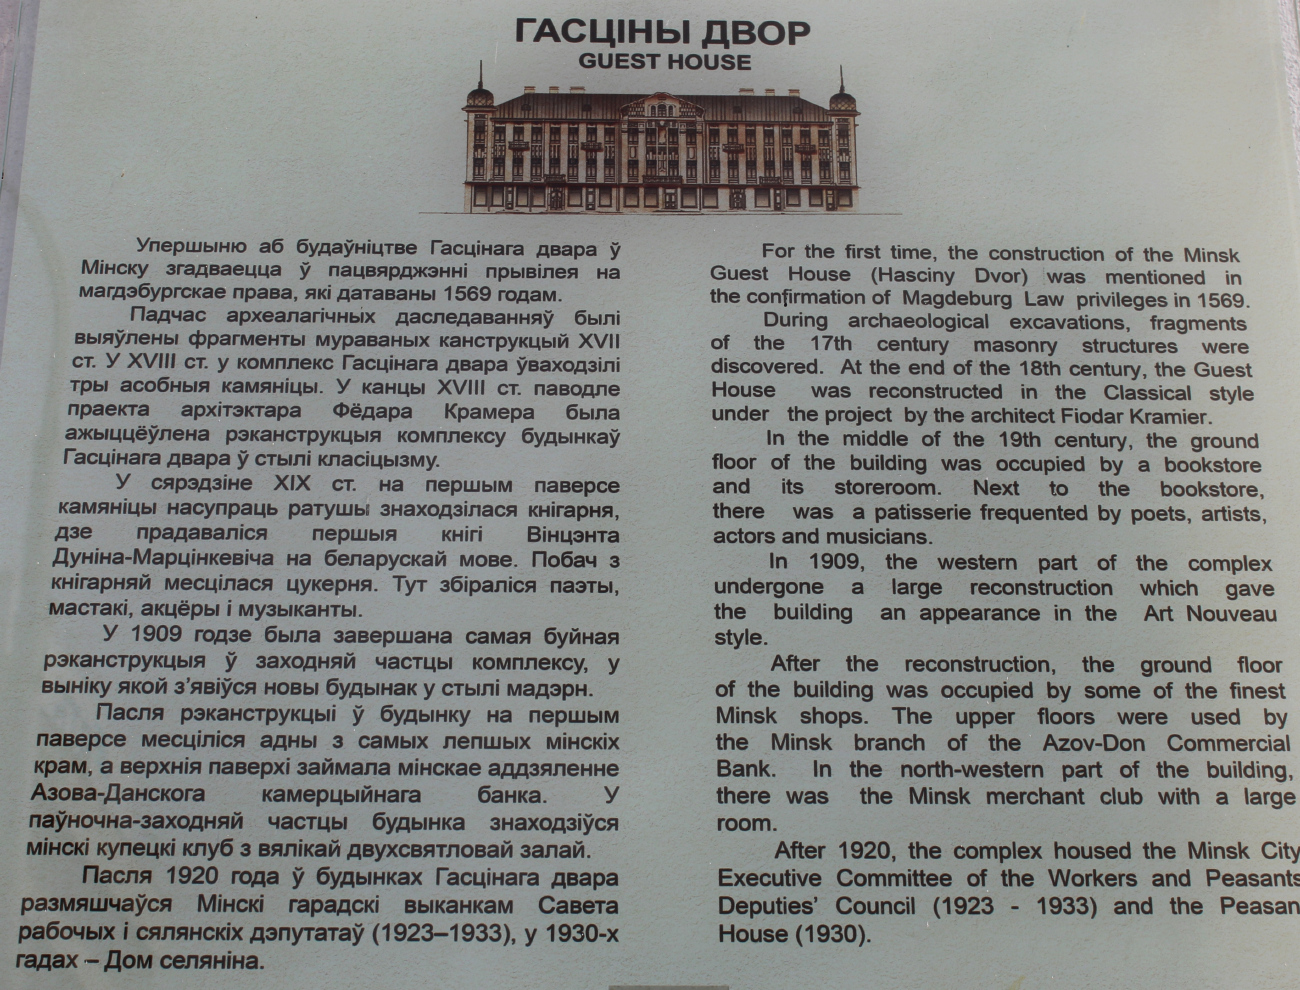 ГАСЦІНЫ ДВОР
GUEST HOUSE
Упершыню аб будаўніцтве Гасцінага двара ў
Мінску згадваецца ў пацвярджэнні прывілея на
магдэбургскае права, які датаваны 1569 годам.
Падчас археалагічных даследаванняў былі
выяўлены фрагменты мураваных канструкцый XVII
ст. У XVIII ст. у комплекс Гасцінага двара ўваходзілі
тры асобныя камяніцы. У канцы XVIII ст. паводле
праекта архітэктара Фёдара Крамера была
ажыццёўлена рэканструкцыя комплексу будынкаў
Гасцінага двара ў стылі класіцызму.
У сярэдзіне XIX ст. на першым паверсе
камяніцы насупраць ратушы знаходзілася кнігарня,
дзе прадаваліся першыя кнігі Вінцэнта
Дуніна-Марцінкевіча на беларускай мове. Побач з
кнігарняй месцілася цукерня. Тут збіраліся паэты,
мастакі, акцёры і музыканты.
У 1909 годзе была завершана самая буйная
рэканструкцыя ў заходняй частцы комплексу, у
выніку якой з’явіўся новы будынак у стылі мадэрн.
Пасля рэканструкцыі ў будынку на першым
паверсе месціліся адны з самых лепшых мінскіх
крам, а верхнія паверхі займала мінскае аддзяленне
Азова-Данскога камерцыйнага банка. У
паўночна-заходняй частцы будынка знаходзіўся
мінскі купецкі клуб з вялікай двухсвятловай залай.
Пасля 1920 года ў будынках Гасцінага двара
размяшчаўся Мінскі гарадскі выканкам Савета
рабочых і сялянскіх дэпутатаў (1923–1933), у 1930-х
гадах – Дом селяніна.
For the first time, the construction of the Minsk
Guest House (Hasciny Dvor) was mentioned in
the confirmation of Magdeburg Law privileges in 1569.
During archaeological excavations, fragments
of the 17th century masonry structures were
discovered. At the end of the 18th century, the Guest
House was reconstructed in the Classical style
under the project by the architect Fiodar Kramier.
In the middle of the 19th century, the ground
floor of the building was occupied by a bookstore
and its storeroom. Next to the bookstore,
there was a patisserie frequented by poets, artists,
actors and musicians.
In 1909, the western part of the complex
undergone a large reconstruction which gave
the building an appearance in the Art Nouveau
style.
After the reconstruction, the ground floor
of the building was occupied by some of the finest
Minsk shops. The upper floors were used by
the Minsk branch of the Azov-Don Commercial
Bank. In the north-western part of the building,
there was the Minsk merchant club with a large
room.
After 1920, the complex housed the Minsk City
Executive Committee of the Workers and Peasants
Deputies’ Council (1923 - 1933) and the Peasan
House (1930).